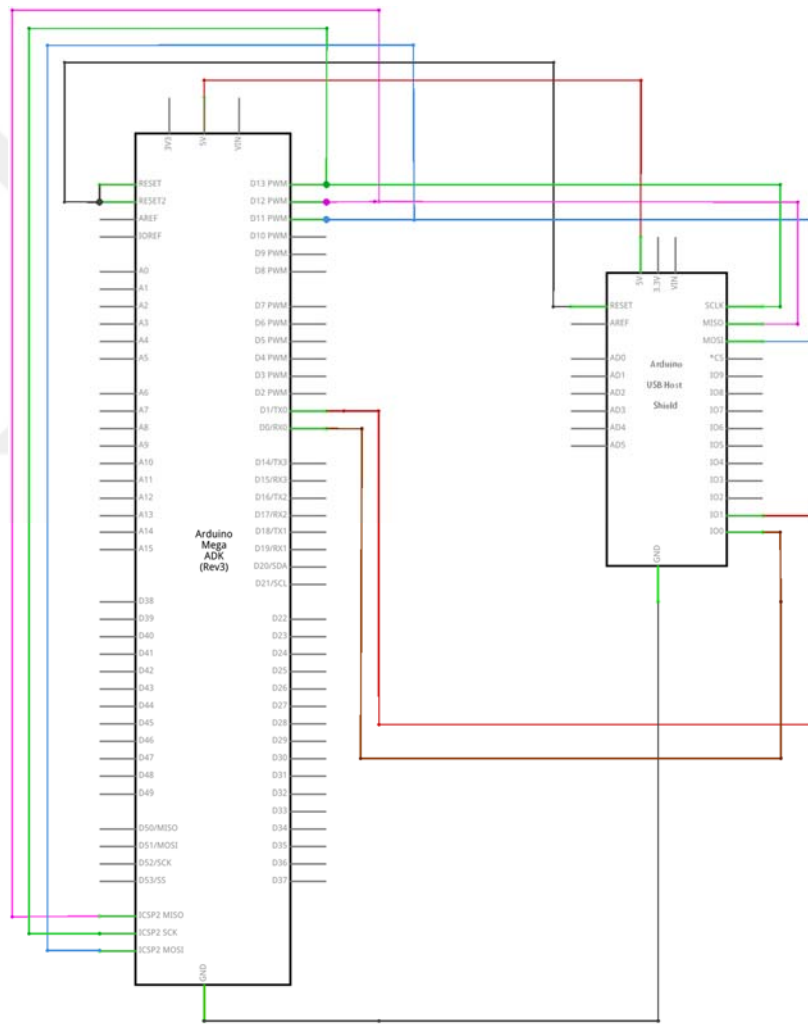 3V3
5V
VIN
RESET
RESET2
AREF
IOREF
A0
A1
A2
A3
A4
A5
A6
A7
A8
A9
A10
A11
A12
A13
A14
A15
D38
D39
D40
D41
D42
D43
D44
D45
D46
D47
D48
D49
D50/MISO
D51/MOSI
D52/SCK
D53/SS
ICSP2 MISO
ICSP2 SCK
ICSP2 MOSI
D13 PWM
D12 PWM
D11 PWM
D10 PWM
D9 PWM
D8 PWM
D7 PWM
D6 PWM
D5 PWM
D4 PWM
D3 PWM
D2 PWM
D1/TX0
D0/RX0
D14/TX3
D15/RX3
D16/TX2
D17/RX2
D18/TX1
D19/RX1
D20/SDA
D21/SCL
D22
D23
D24
D25
D26
D27
D28
D29
D30
D31
D32
D33
D34
D35
D36
D37
Arduino
Mega
ADK
(Rev3)
GND
5V
3.3V
VIN
RESET
AREF
AD0
AD1
AD2
AD3
AD4
AD5
Arduino
USB Host
Shield
SCLK
MISO
MOSI
*CS
IO9
IO8
IO7
IO6
IO5
IO4
IO3
IO2
IO1
IO0
GND